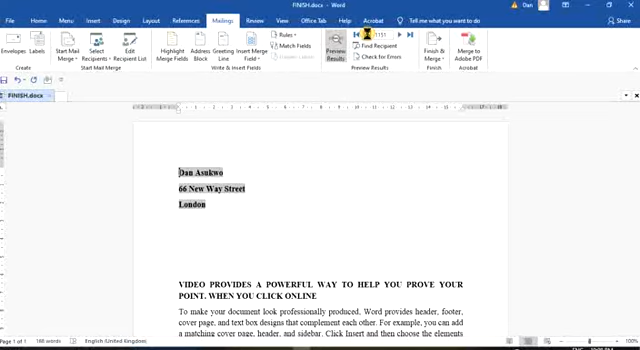 FINISH.docx - Word
Dan
File Home Insert Draw Design Layout References Mailings Review View Office Tab Help Acrobat Tell me what you want to do
Envelopes Labels
Create
Start Mail Merge Select Recipients Edit Recipient List
Start Mail Merge
Highlight Merge Fields Address Block Greeting Line Insert Merge Field
Rules
Match Fields
Write & Insert Fields
Preview Results
1151
Find Recipient
Check for Errors
Preview Results
Finish & Merge
Finish
Merge to Adobe PDF
Acrobat
FINISH.docx
Dan Asukwo
66 New Way Street
London
VIDEO PROVIDES A POWERFUL WAY TO HELP YOU PROVE YOUR
POINT. WHEN YOU CLICK ONLINE
To make your document look professionally produced, Word provides header, footer,
cover page, and text box designs that complement each other. For example, you can add
a matching cover page, header, and sidebar. Click Insert and then choose the elements
Page 1 of 1 188 words English (United Kingdom)
100%